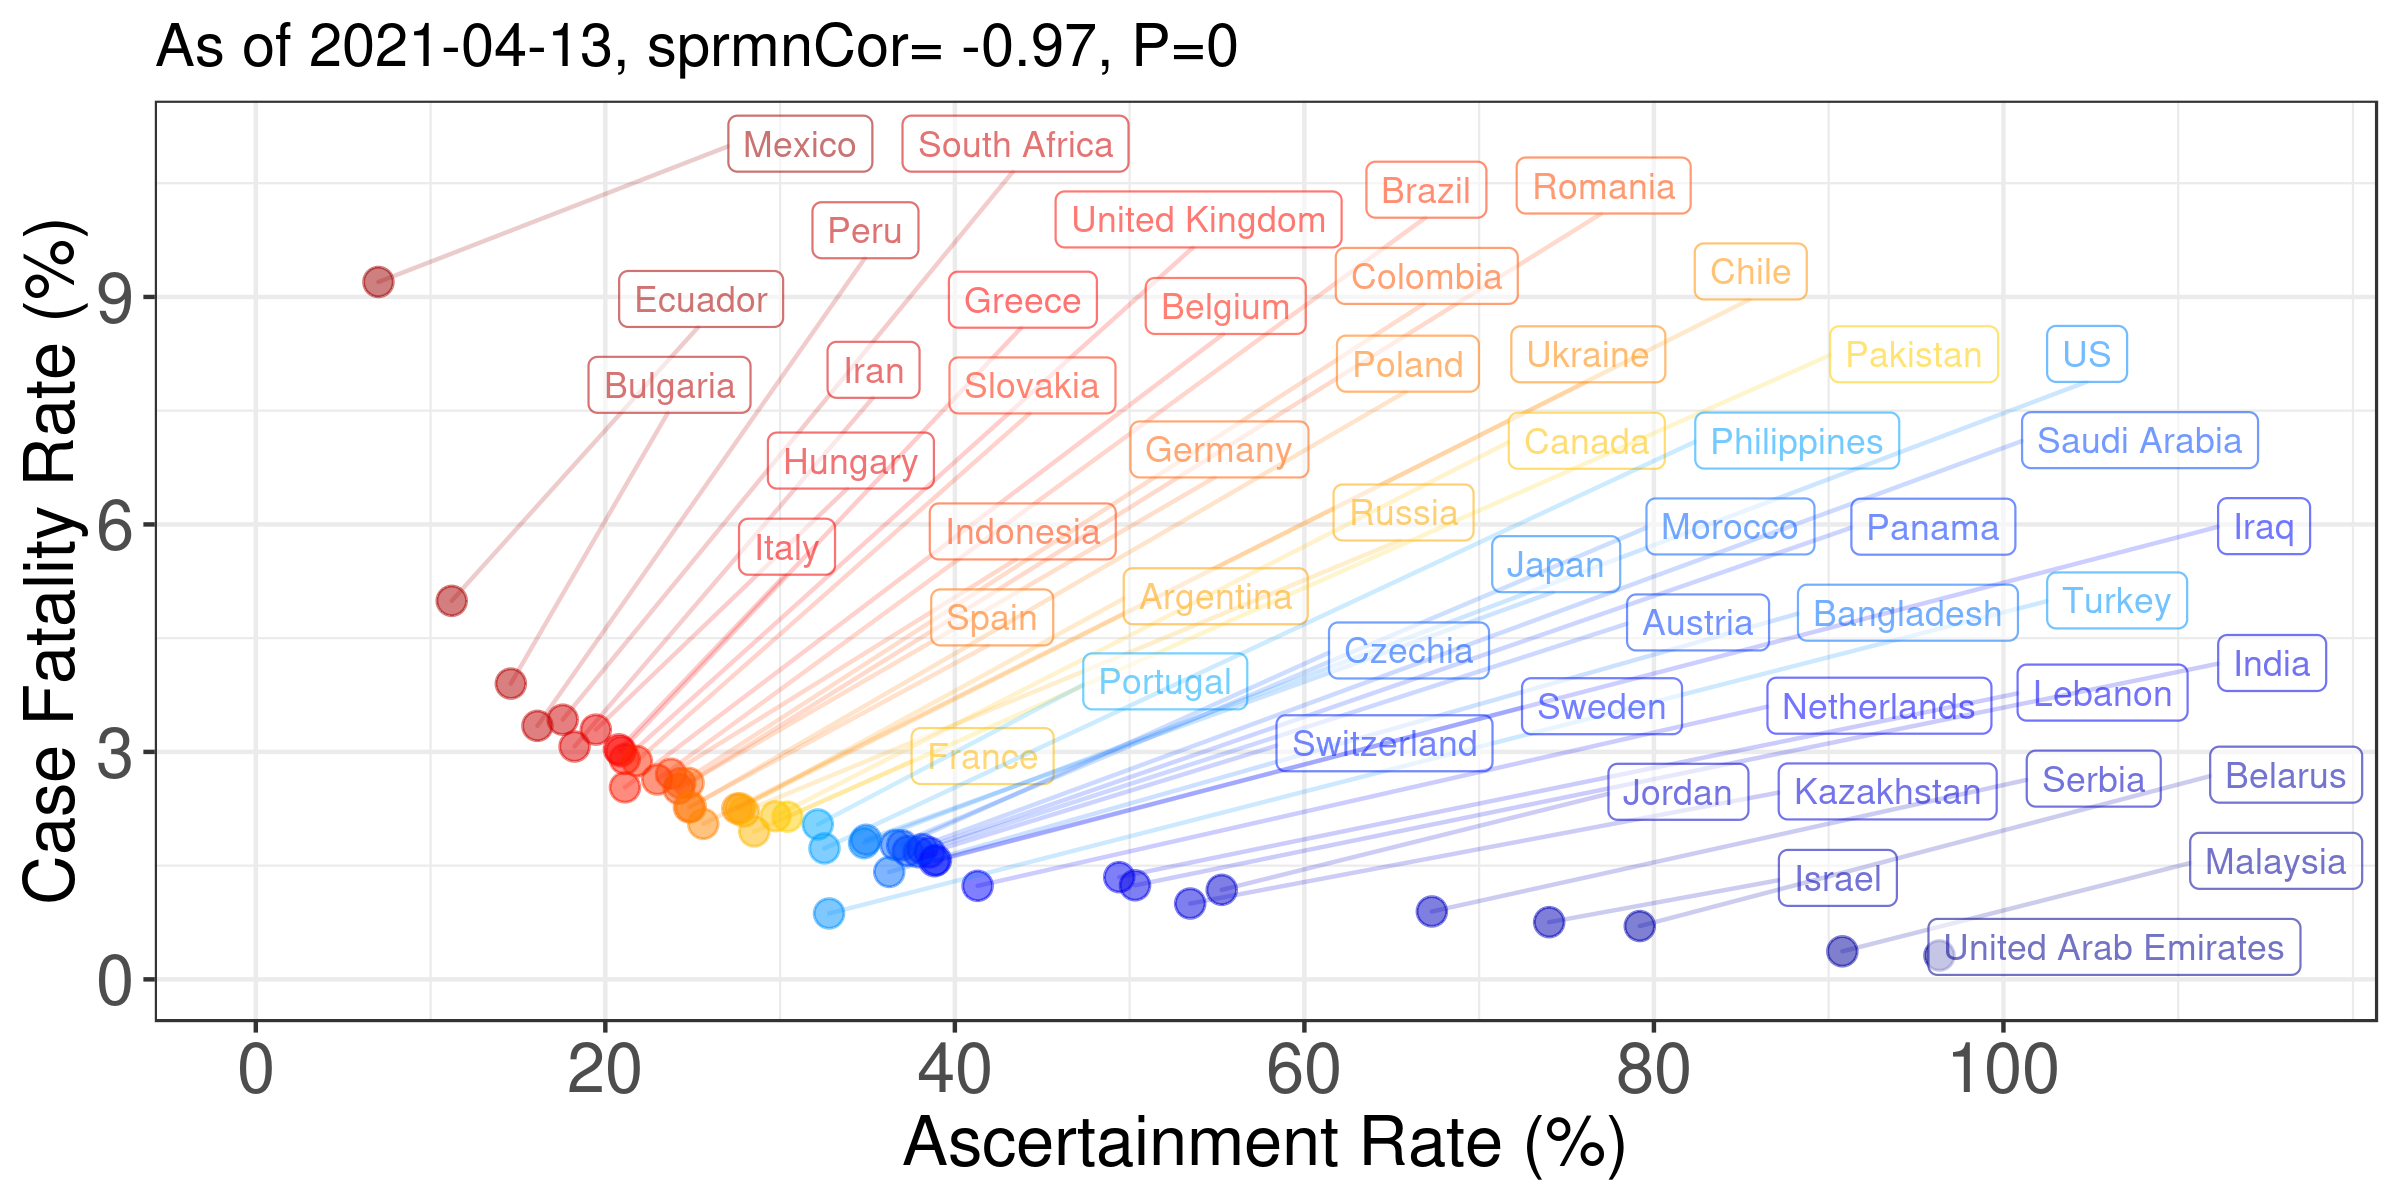 As of 2021-04-13, sprmnCor= -0.97, P=0
Mexico
South Africa
Brazil
Romania
Peru
United Kingdom
Chile
Ecuador
Greece
Belgium
Colombia
Bulgaria
Iran
Slovakia
Poland
Ukraine
Pakistan
US
Hungary
Germany
Canada
Philippines
Saudi Arabia
Italy
Indonesia
Russia
Japan
Morocco
Panama
Iraq
Spain
Argentina
Austria
Bangladesh
Turkey
Portugal
Czechia
India
France
Switzerland
Sweden
Netherlands
Lebanon
Jordan
Kazakhstan
Serbia
Belarus
Israel
Malaysia
United Arab Emirates
9
6
3
0
0
20
40
60
80
100
Ascertainment Rate (%)
Case Fatality Rate (%)